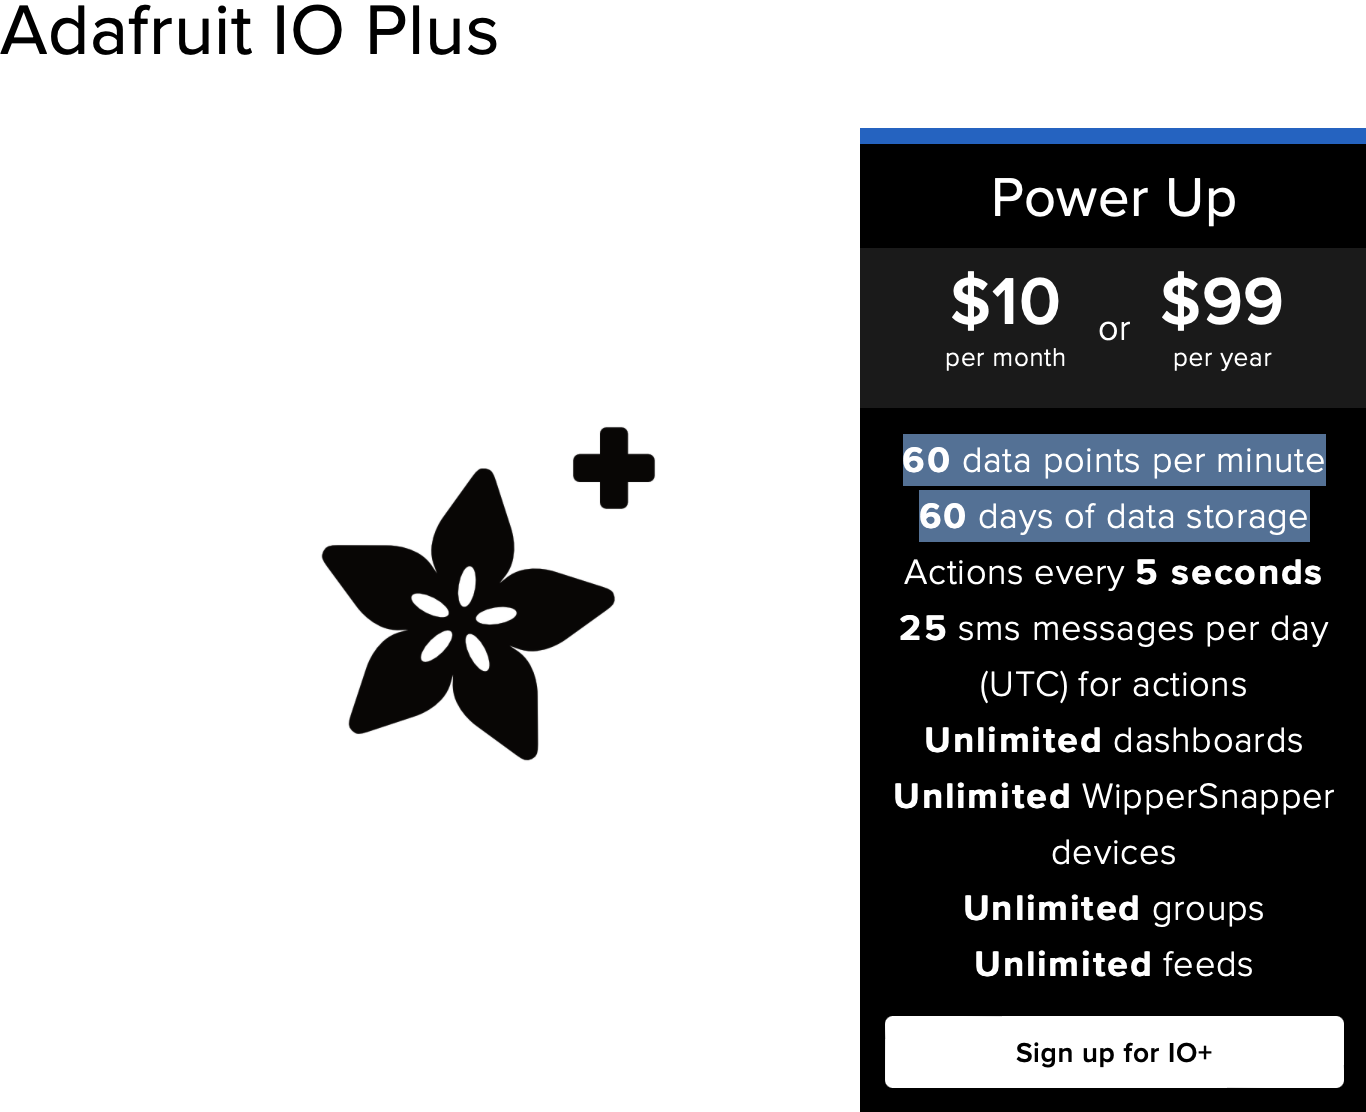 Adafruit IO Plus
Power Up
$10 or $99
per month per year
60 data points per minute
60 days of data storage
Actions every 5 seconds
25 sms messages per day
(UTC) for actions
Unlimited dashboards
Unlimited WipperSnapper
devices
Unlimited groups
Unlimited feeds
Sign up for IO+